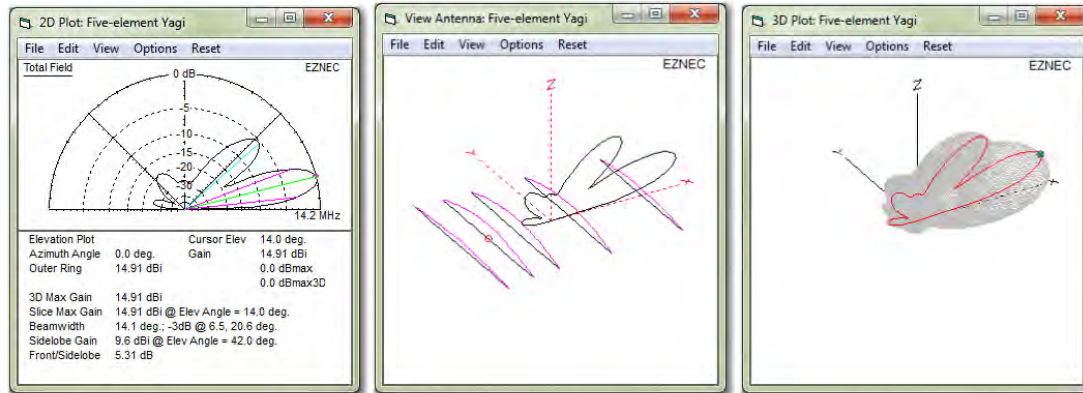 2D Plot: Five-element Yagi
File Edit View Options Reset
Total Field
EZNEC
0 dB
-5
-10
-15
-20
-30
14.2 MHz
Elevation Plot Cursor Elev 14.0 deg.
Azimuth Angle 0.0 deg. Gain 14.91 dBi
Outer Ring 14.91 dBi 0.0 dBmax
0.0 dBmax3D
3D Max Gain 14.91 dBi
Slice Max Gain 14.91 dBi @ Elev Angle = 14.0 deg.
Beamwidth 14.1 deg.; -3dB @ 6.5, 20.6 deg.
Sidelobe Gain 9.6 dBi @ Elev Angle = 42.0 deg.
Front/Sidelobe 5.31 dB
View Antenna: Five-element Yagi
File Edit View Options Reset
EZNEC
Z
Y
X
3D Plot: Five-element Yagi
File Edit View Options Reset
EZNEC
Z
Y
X